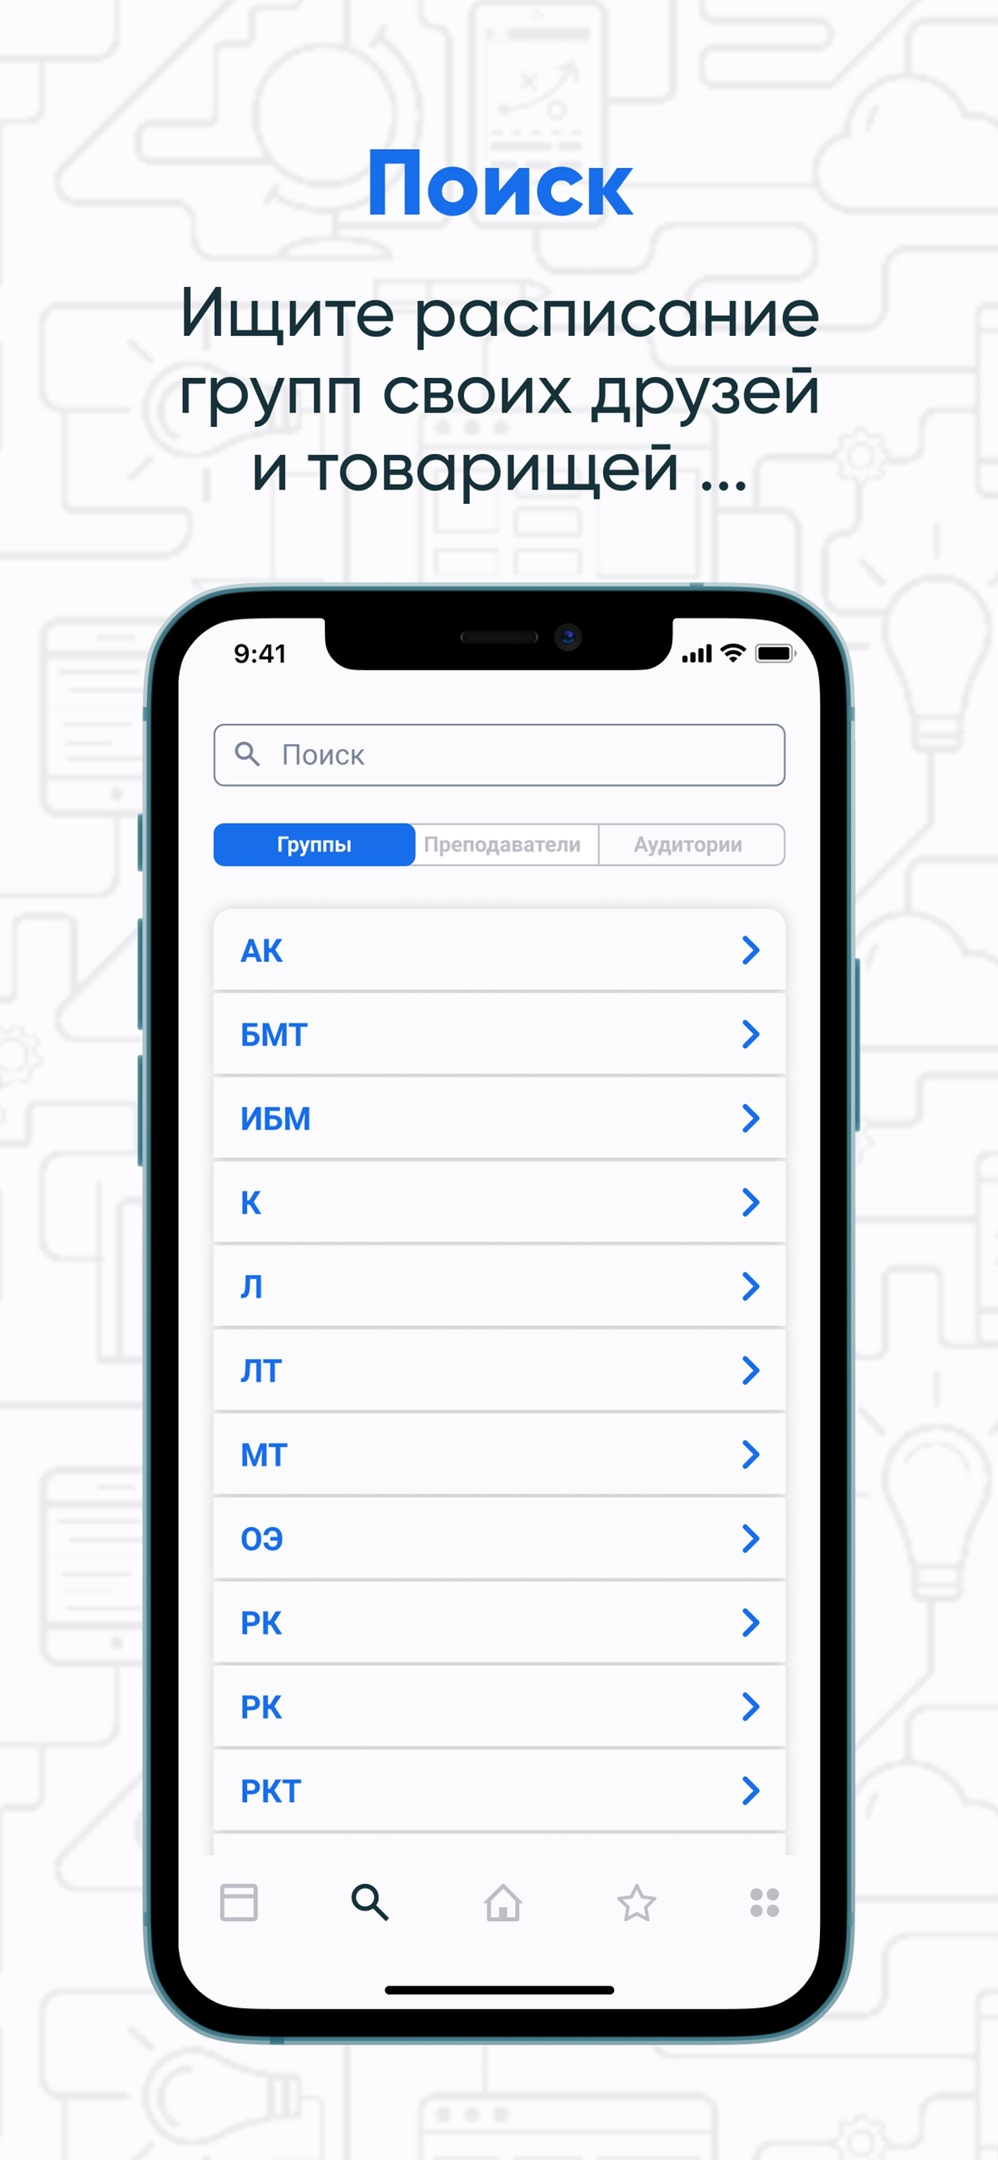 Поиск
Ищите расписание
групп своих друзей
и товарищей ...
9:41
Поиск
Группы Преподаватели Аудитории
АК
БМТ
ИБМ
К
Л
ЛТ
МТ
ОЭ
РК
РК
РКТ